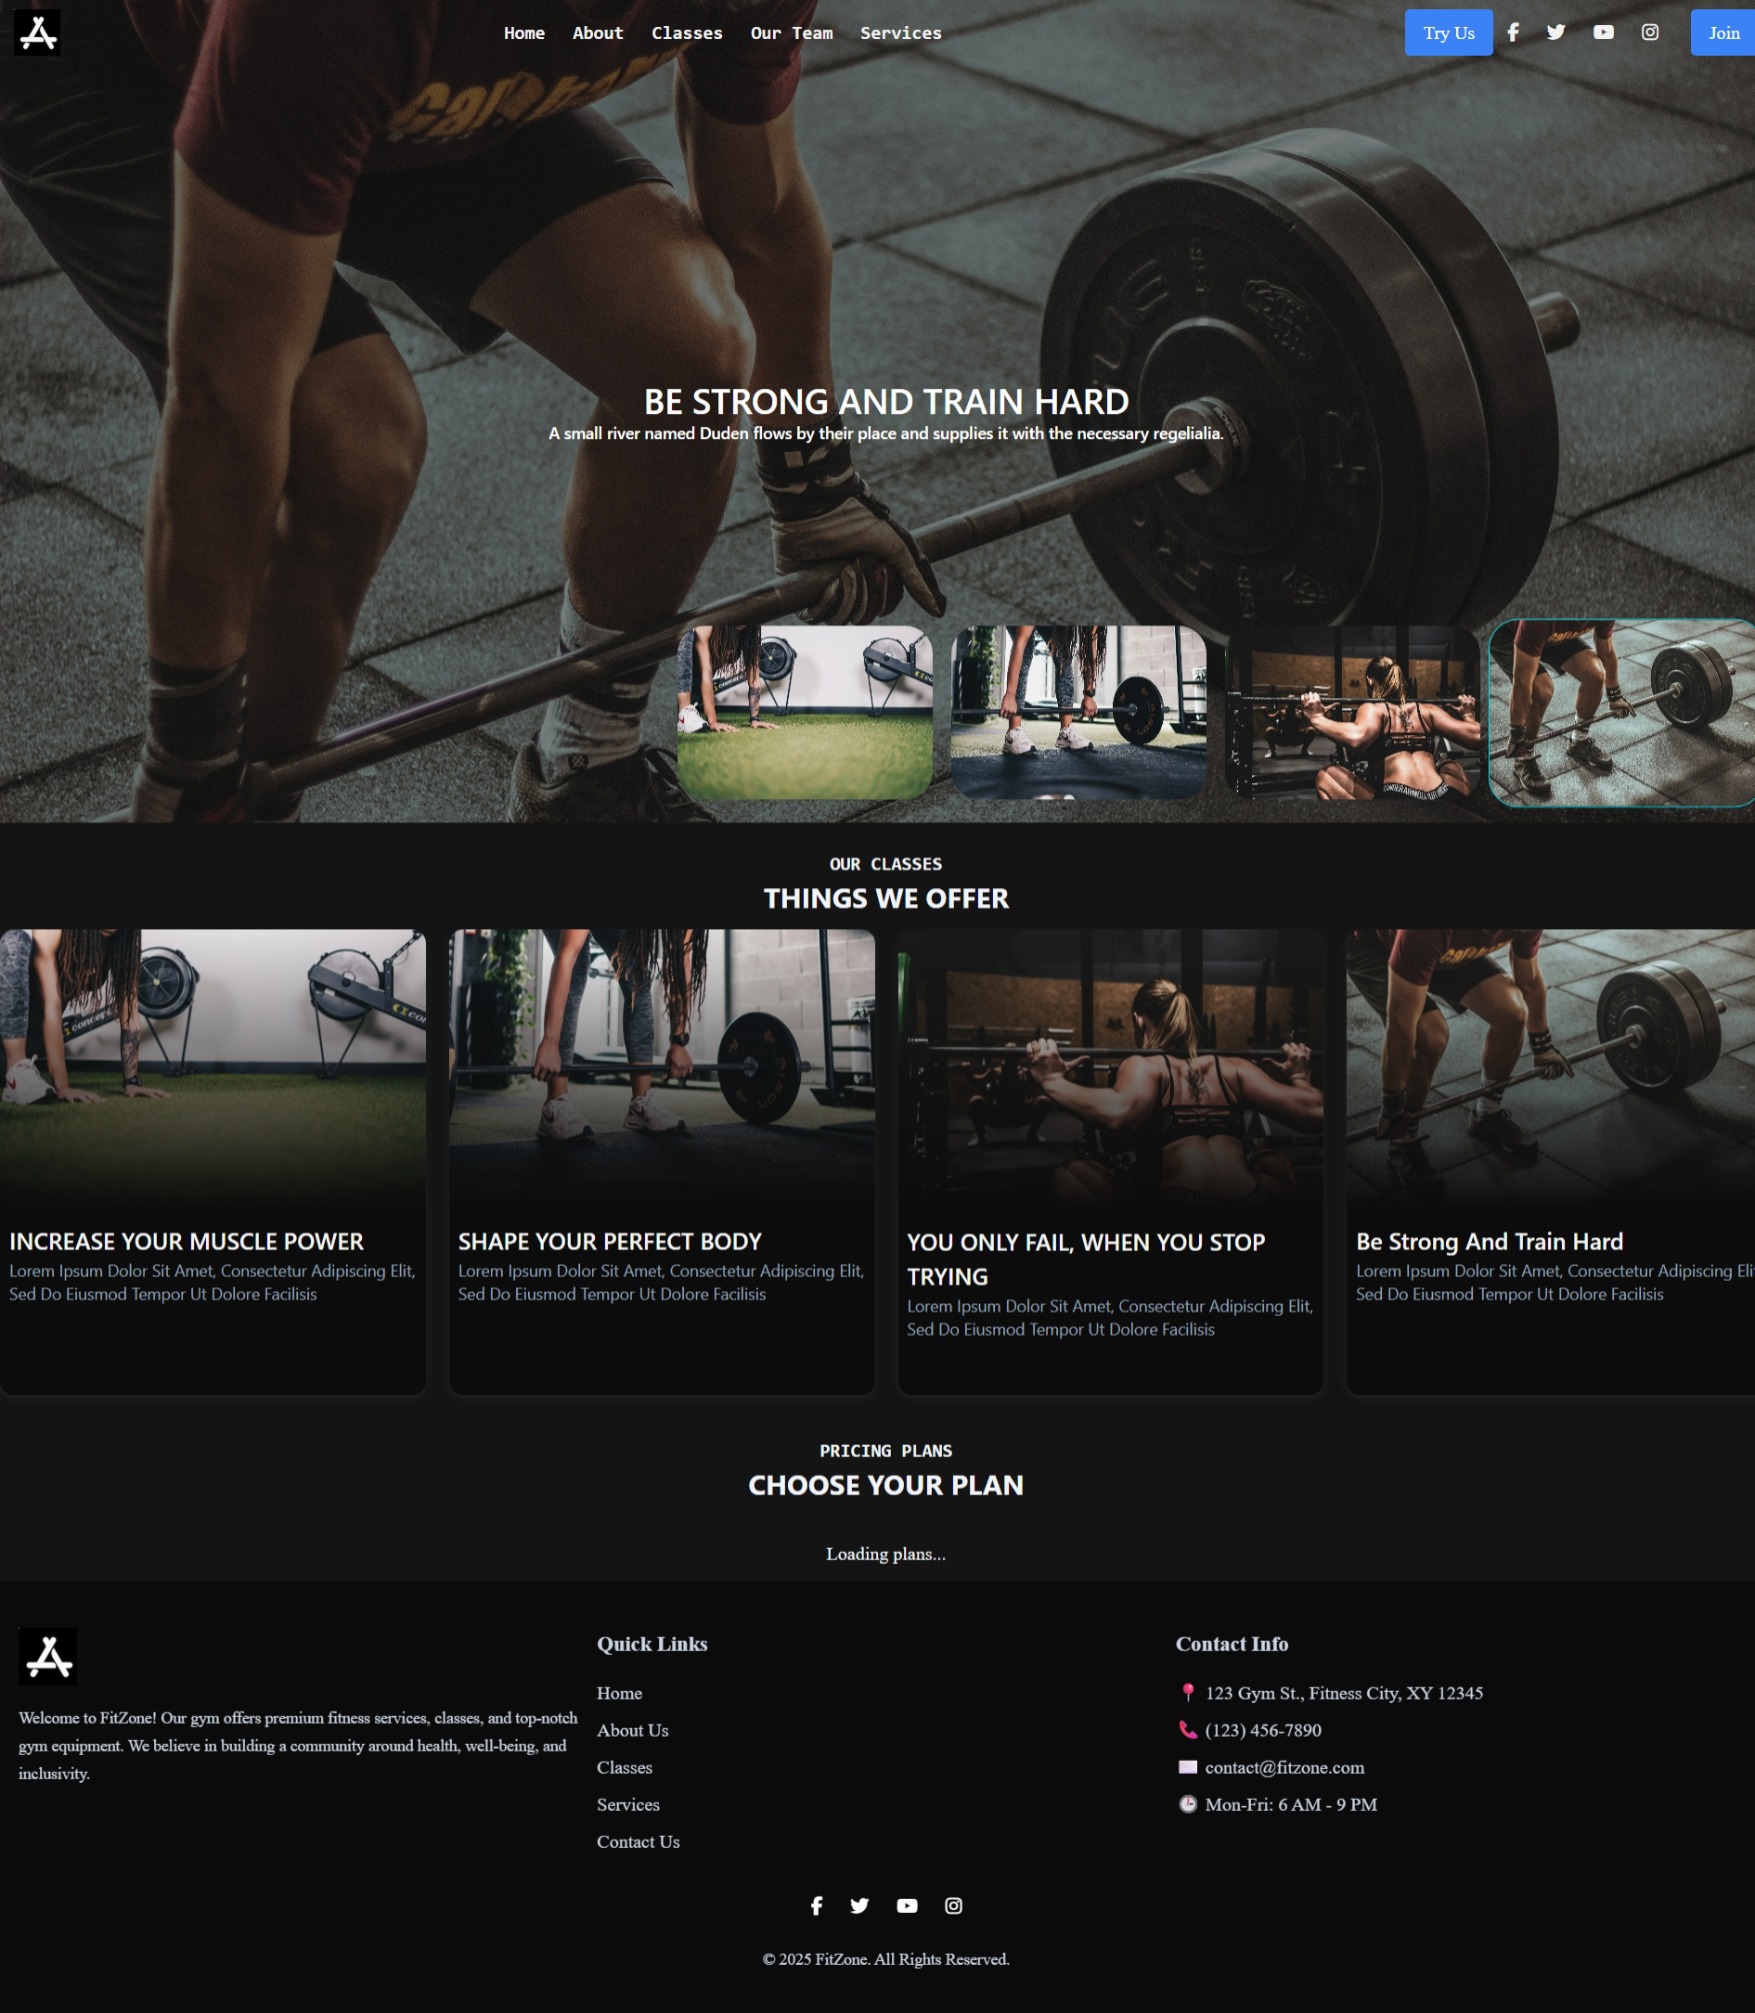 Home About Classes Our Team Services Try Us Join
BE STRONG AND TRAIN HARD
A small river named Duden flows by their place and supplies it with the necessary regelialia.
OUR CLASSES
THINGS WE OFFER
INCREASE YOUR MUSCLE POWER
Lorem Ipsum Dolor Sit Amet, Consectetur Adipiscing Elit,
Sed Do Eiusmod Tempor Ut Dolore Facilisis
SHAPE YOUR PERFECT BODY
Lorem Ipsum Dolor Sit Amet, Consectetur Adipiscing Elit,
Sed Do Eiusmod Tempor Ut Dolore Facilisis
YOU ONLY FAIL, WHEN YOU STOP
TRYING
Lorem Ipsum Dolor Sit Amet, Consectetur Adipiscing Elit,
Sed Do Eiusmod Tempor Ut Dolore Facilisis
Be Strong And Train Hard
Lorem Ipsum Dolor Sit Amet, Consectetur Adipiscing
Sed Do Eiusmod Tempor Ut Dolore Facilisis
PRICING PLANS
CHOOSE YOUR PLAN
Loading plans...
Welcome to FitZone! Our gym offers premium fitness services, classes, and top-notch
gym equipment. We believe in building a community around health, well-being, and
inclusivity.
Quick Links
Home
About Us
Classes
Services
Contact Us
Contact Info
123 Gym St., Fitness City, XY 12345
(123) 456-7890
contact@fitzone.com
Mon-Fri: 6 AM - 9 PM
© 2025 FitZone. All Rights Reserved.